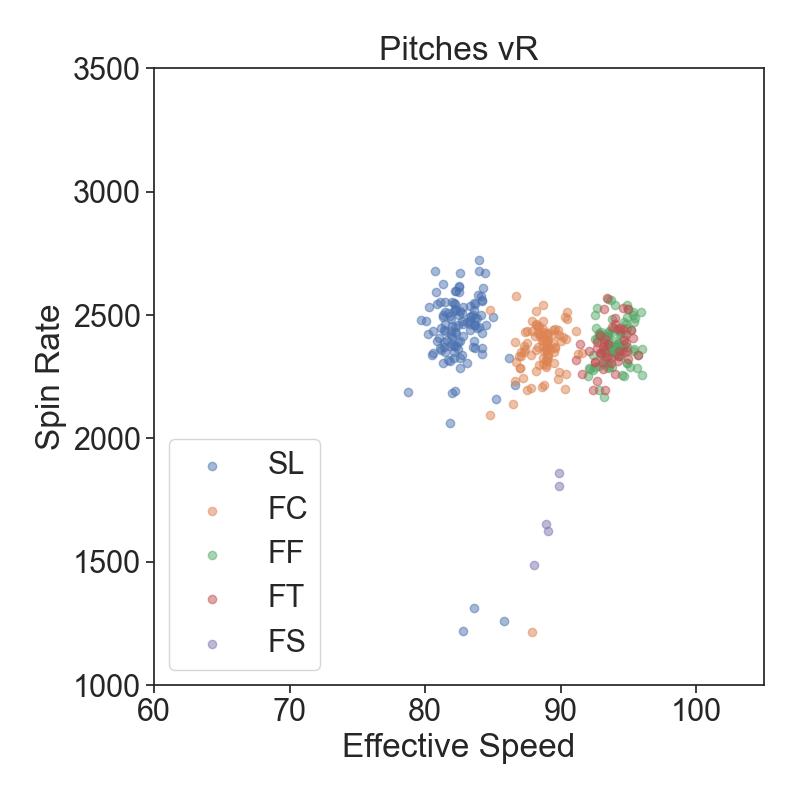 Pitches vR
3500
3000
2500
2000
1500
1000
Spin Rate
SL
FC
FF
FT
FS
60 70 80 90 100
Effective Speed